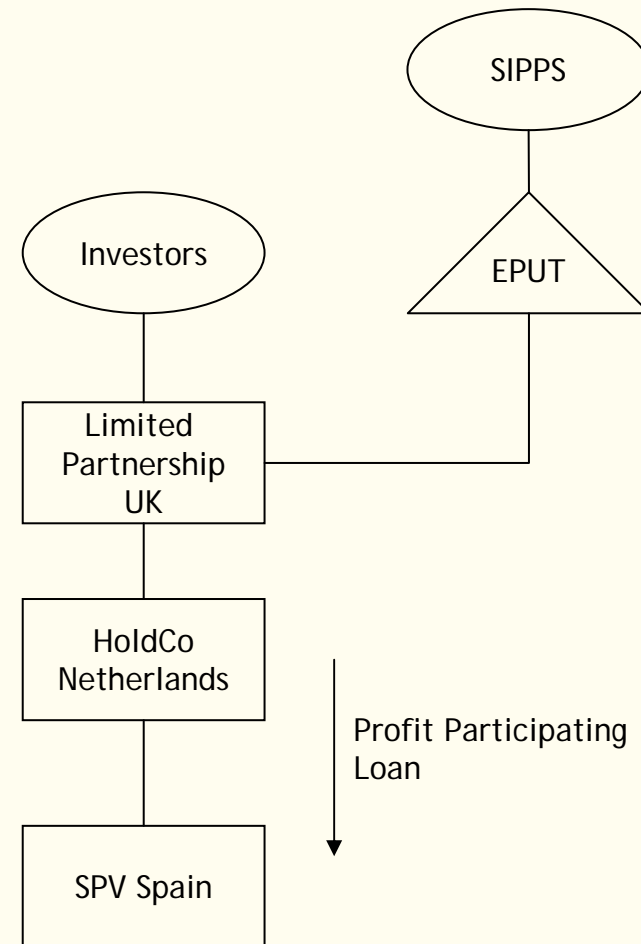 SIPPS
EPUT
Investors
Limited
Partnership
UK
HoldCo
Netherlands
Profit Participating
Loan
SPV Spain